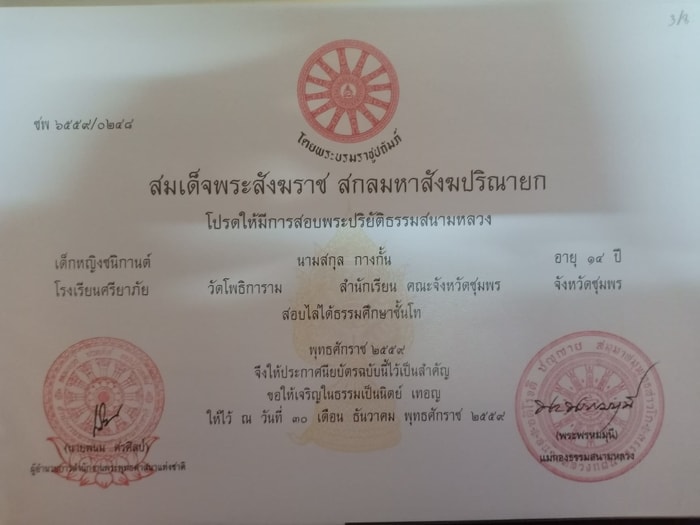 ชพ ๖๕๕๙/๐๒๔๘
โดยพระบรมราชูปถัมภ์
สมเด็จพระสังฆราช สกลมหาสังฆปริณายก
โปรดให้มีการสอบพระปริยัติธรรมสนามหลวง
เด็กหญิงชนิกานต์ นามสกุล กางกั้น อายุ ๑๔ ปี
โรงเรียนศรียาภัย วัดโพธิการาม สำนักเรียน คณะจังหวัดชุมพร จังหวัดชุมพร
สอบไล่ได้ธรรมศึกษาชั้นโท
พุทธศักราช ๒๕๕๙
จึงให้ประกาศนียบัตรฉบับนี้ไว้เป็นสำคัญ
ขอให้เจริญในธรรมเป็นนิตย์ เทอญ
ให้ไว้ ณ วันที่ ๓๐ เดือน ธันวาคม พุทธศักราช ๒๕๕๙
(นายพนม ศรศิลป์)
ผู้อำนวยการสำนักงานพระพุทธศาสนาแห่งชาติ
(พระพรหมมุนี)
แม่กองธรรมสนามหลวง